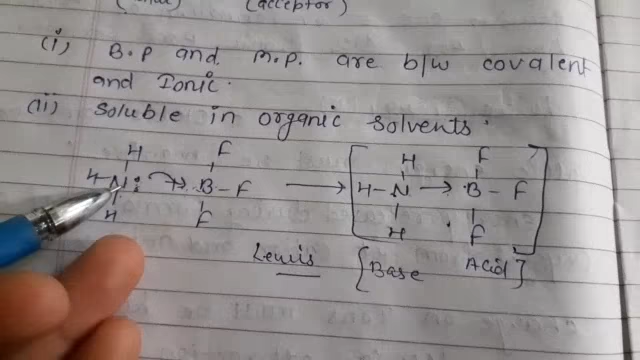 (acceptor)
(i) B.P and M.P. are b/w covalent
and Ionic.
(ii) Soluble in organic solvents.
H F H F
H-N: B-F → H-N→B-F
H F H F
Lewis {Base Acid}